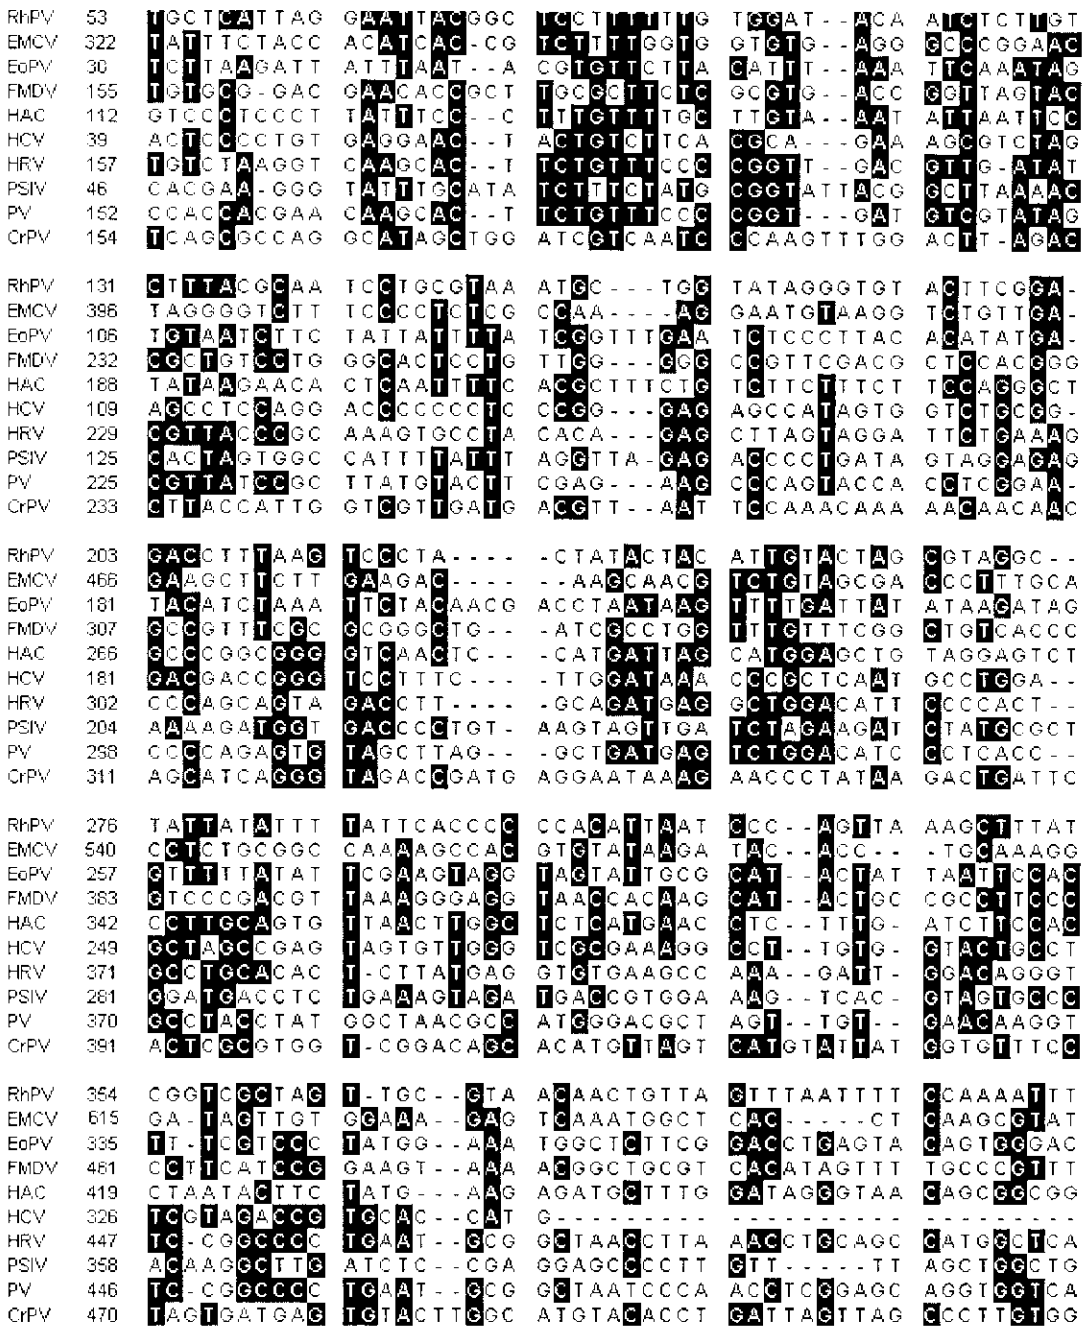 RhPV 53 TGCTCATTAG GAATTACGGC TCCTTTTTTG TGGAT--ACA ATCTCTTGT
EMCV 322 TATTTCTACC ACATCAC-CG TCTTTTGGTG GTGTG--AGG GCCCGGAAC
EoPV 30 TCTTAAGATT ATTTAAT--A CGTGTTCTTA CATTT--AAA TTCAAATAG
FMDV 155 TGTGCG-GAC GAACACCGCT TGCGCTTCTC GCGTG--ACC GGTTAGTAC
HAC 112 GTCCCTCCCT TATTTCC--C TTTGTTTTGC TTGTA--AAT ATTAATTCC
HCV 39 ACTCCCCTGT GAGGAAC--T ACTGTCTTCA CGCA---GAA AGCGTCTAG
HRV 157 TGTCTAAGGT CAAGCAC--T TCTGTTTCCC CGGTT--GAC GTTG-ATAT
PSIV 46 CACGAA-GGG TATTTGCATA TCTTTCTATG CGGTATTACG GCTTAAAAC
PV 152 CCACCACGAA CAAGCAC--T TCTGTTTCCC CGGT---GAT GTCGTATAG
CrPV 154 TCAGCGCCAG GCATAGCTGG ATCGTCAATC CCAAGTTTGG ACTT-AGAC
RhPV 131 CTTTACGCAA TCCTGCGTAA ATGC---TGG TATAGGGTGT ACTTCGGA-
EMCV 396 TAGGGGTCTT TCCCCTCTCG CCAA----AG GAATGTAAGG TCTGTTGA-
EoPV 106 TGTAATCTTC TATTATTTTA TCGGTTTGAA TCTCCCTTAC ACATATGA-
FMDV 232 CGCTGTCCTG GGCACTCCTG TTGG---GGG CCGTTCGACG CTCCACGGG
HAC 188 TATAAGAACA CTCAATTTTC ACGCTTTCTG TCTTCTTTCT TCCAGGGCT
HCV 109 AGCCTCCAGG ACCCCCCCTC CCGG---GAG AGCCATAGTG GTCTGCGG-
HRV 229 CGTTACCCGC AAAGTGCCTA CACA---GAG CTTAGTAGGA TTCTGAAAG
PSIV 125 CACTAGTGGC CATTTTATTT AGGTTA-GAG ACCCCTGATA GTAGGAGAG
PV 225 CGTTATCCGC TTATGTACTT CGAG---AAG CCCAGTACCA CCTCGGAA-
CrPV 233 CTTACCATTG GTCGTTGATG ACGTT--AAT TCCAAACAAA AACAACAAC
RhPV 203 GACCTTTAAG TCCCTA---- -CTATACTAC ATTGTACTAG CGTAGGC--
EMCV 466 GAAGCTTCTT GAAGAC---- --AAGCAACG TCTGTAGCGA CCCTTTGCA
EoPV 181 TACATCTAAA TTCTACAACG ACCTAATAAG TTTTGATTAT ATAAGATAG
FMDV 307 GCCGTTTCGC GCGGGCTG-- -ATCGCCTGG TTTGTTTCGG CTGTCACCC
HAC 266 GCCCGGCGGG GTCAACTC-- -CATGATTAG CATGGAGCTG TAGGAGTCT
HCV 181 GACGACCGGG TCCTTTC--- -TTGGATAAA CCCGCTCAAT GCCTGGA--
HRV 302 CCCAGCAGTA GACCTT---- -GCAGATGAG GCTGGACATT CCCCACT--
PSIV 204 AAAAGATGGT GACCCCTGT- AAGTAGTTGA TCTAGAAGAT CTATGCGCT
PV 298 CCCCAGAGTG TAGCTTAG-- -GCTGATGAG TCTGGACATC CCTCACC--
CrPV 311 AGCATCAGGG TAGACCGATG AGGAATAAAG AACCCTATAA GACTGATTC
RhPV 276 TATTATATTT TATTCACCCC CCACATTAAT CCC--AGTTA AAGCTTTAT
EMCV 540 CCTCTGCGGC CAAAAGCCAC GTGTATAAGA TAC--ACC-- -TGCAAAGG
EoPV 257 GTTTTTATAT TCGAAGTAGG TAGTATTGCG CAT--ACTAT TAATTCCAC
FMDV 383 GTCCCGACGT TAAAGGGAGG TAACCACAAG CAT--ACTGC CGCCTTCCC
HAC 342 CCTTGCAGTG TTAACTTGGC TCTCATGAAC CTC--TTTG- ATCTTCCAC
HCV 249 GCTAGCCGAG TAGTGTTGGG TCGCGAAAGG CCT--TGTG- GTACTGCCT
HRV 371 GCCTGCACAC T-CTTATGAG GTGTGAAGCC AAA--GATT- GGACAGGGT
PSIV 281 GGATGACCTC TGAAAGTAGA TGACCGTGGA AAG--TCAC- GTAGTGCCC
PV 370 GCCTACCTAT GGCTAACGCC ATGGGACGCT AGT--TGT-- GAACAAGGT
CrPV 391 ACTCGCGTGG T-CGGACAGC ACATGTTAGT CATGTATTAT GGTGTTTCC
RhPV 354 CGGTCGCTAG T-TGC--GTA ACAACTGTTA GTTTAATTTT CCAAAATTT
EMCV 615 GA-TAGTTGT GGAAA--GAG TCAAATGGCT CAC-----CT CAAGCGTAT
EoPV 335 TT-TCGTCCC TATGG--AAA TGGCTCTTCG GACCTGAGTA CAGTGGGAC
FMDV 461 CCTTCATCCG GAAGT--AAA ACGGCTGCGT CACATAGTTT TGCCCGTTT
HAC 419 CTAATACTTC TATG---AAG AGATGCTTTG GATAGGGTAA CAGCGGCGG
HCV 326 TCGTAGACCG TGCAC--CAT G--------- ---------- ---------
HRV 447 TC-CGGCCCC TGAAT--GCG GCTAACCTTA AACCTGCAGC CATGGCTCA
PSIV 358 ACAAGGCTTG ATCTC--CGA GGAGCCCCTT GTT-----TT AGCTGGCTG
PV 446 TC-CGGCCCC TGAAT--GCG GCTAATCCCA ACCTCGGAGC AGGTGGTCA
CrPV 470 TAGTGATGAG TGTACTTGGC ATGTACACCT GATTAGTTAG CCCTTGTGG